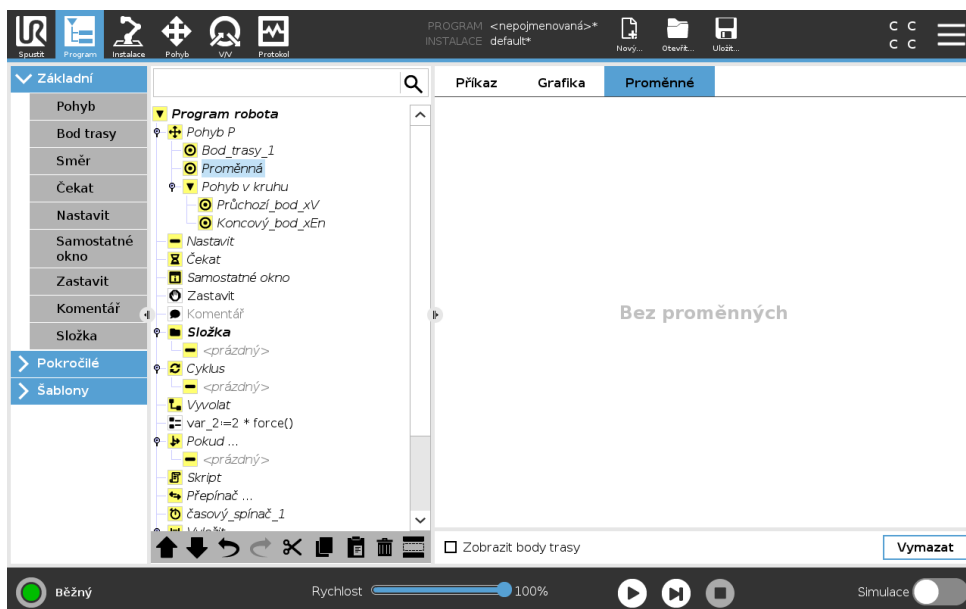 UR
Spustit
Program
Instalace
Pohyb
V/V
Protokol
PROGRAM <nepojmenovaná>*
INSTALACE default*
Nový...
Otevřít...
Uložit...
C C
C C
Základní
Pohyb
Bod trasy
Směr
Čekat
Nastavit
Samostatné
okno
Zastavit
Komentář
Složka
Pokročilé
Šablony
Program robota
Pohyb P
Bod_trasy_1
Proměnná
Pohyb v kruhu
Průchozí_bod_xV
Koncový_bod_xEn
Nastavit
Čekat
Samostatné okno
Zastavit
Komentář
Složka
<prázdný>
Cyklus
<prázdný>
Vyvolat
var_2:=2 * force()
Pokud ...
<prázdný>
Skript
Přepínač ...
časový_spínač_1
Příkaz
Grafika
Proměnné
Bez proměnných
Zobrazit body trasy
Vymazat
Běžný
Rychlost
100%
Simulace